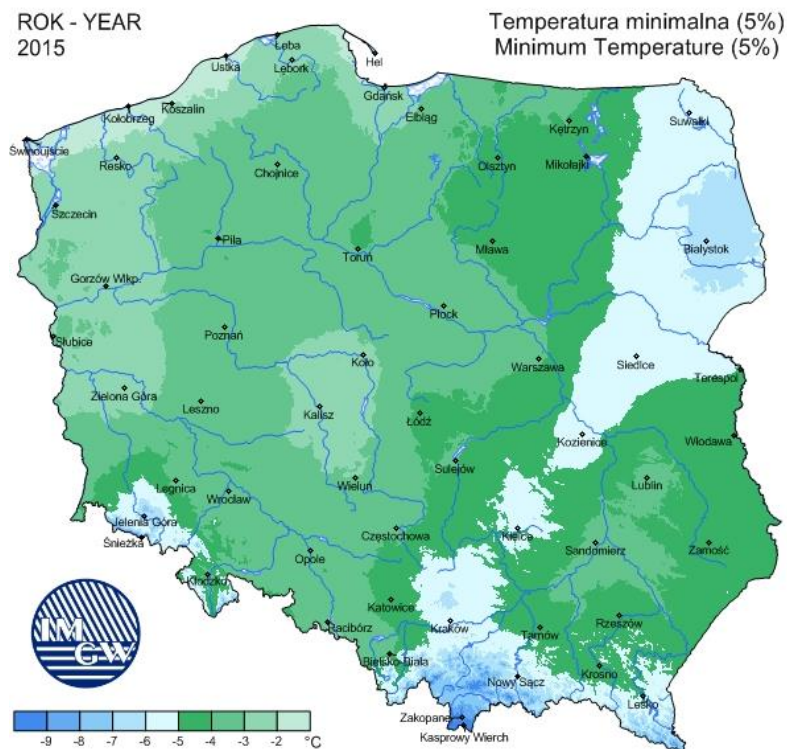 ROK - YEAR
2015
Temperatura minimalna (5%)
Minimum Temperature (5%)
Łeba
Hel
Ustka
Lębork
Gdańsk
Koszalin
Kołobrzeg
Elbląg
Suwałki
Kętrzyn
Świnoujście
Resko
Chojnice
Olsztyn
Mikołajki
Szczecin
Piła
Toruń
Mława
Białystok
Gorzów Wlkp.
Płock
Poznań
Słubice
Koło
Warszawa
Siedlce
Terespol
Zielona Góra
Leszno
Kalisz
Łódź
Kozienice
Włodawa
Sulejów
Legnica
Wrocław
Wieluń
Lublin
Jelenia Góra
Śnieżka
Częstochowa
Kielce
Sandomierz
Zamość
Opole
Kłodzko
Katowice
Racibórz
Kraków
Tarnów
Rzeszów
Bielsko-Biała
Nowy Sącz
Krosno
Lesko
Zakopane
Kasprowy Wierch
IM
GW
-9 -8 -7 -6 -5 -4 -3 -2 °C